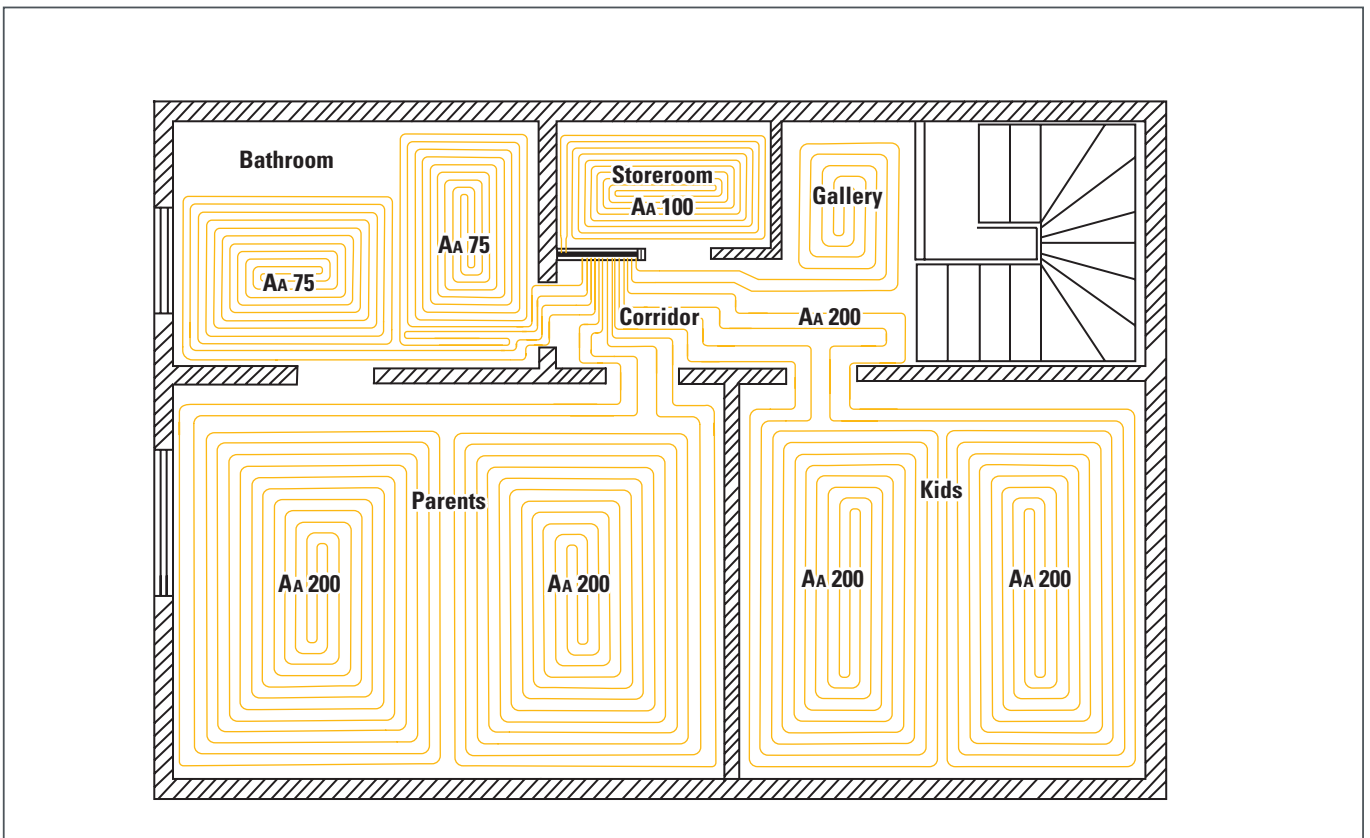 Bathroom
Storeroom
AA 100
Gallery
AA 75
AA 75
Corridor
AA 200
Parents
Kids
AA 200
AA 200
AA 200
AA 200